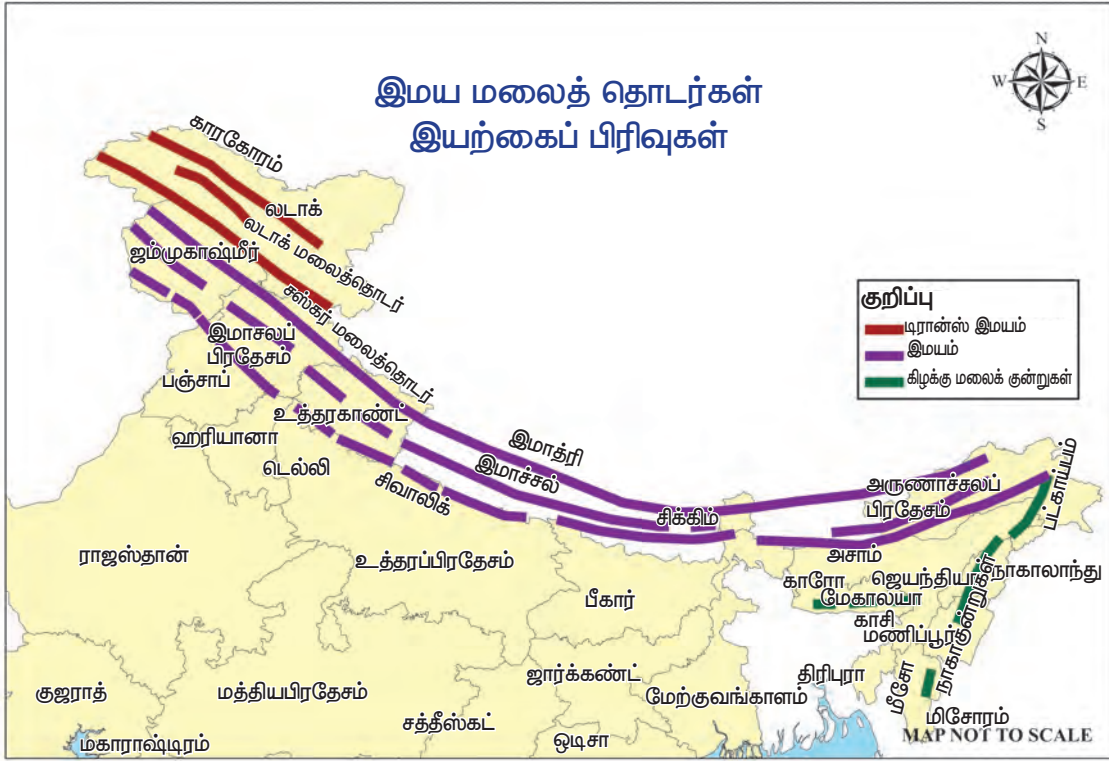 இமய மலைத் தொடர்கள்
இயற்கைப் பிரிவுகள்
N
W
E
S
காரகோரம்
லடாக்
லடாக் மலைத்தொடர்
ஜம்முகாஷ்மீர்
சஸ்கர் மலைத்தொடர்
குறிப்பு
டிரான்ஸ் இமயம்
இமயம்
கிழக்கு மலைக் குன்றுகள்
இமாசலப்
பிரதேசம்
பஞ்சாப்
உத்தரகாண்ட்
ஹரியானா
டெல்லி
இமாத்ரி
இமாச்சல்
சிவாலிக்
சிக்கிம்
அருணாச்சலப்
பிரதேசம்
பட்காய்பம்
ராஜஸ்தான்
உத்தரப்பிரதேசம்
அசாம்
காரோ
ஜெயந்தியா
நாகாலாந்து
மேகாலயா
பீகார்
காசி
மணிப்பூர்
நாகாகுன்றுகள்
ஜார்க்கண்ட்
திரிபுரா
மீசோ
குஜராத்
மத்தியபிரதேசம்
மேற்குவங்காளம்
மிசோரம்
சத்தீஸ்கட்
மகாராஷ்டிரம்
ஒடிசா
MAP NOT TO SCALE